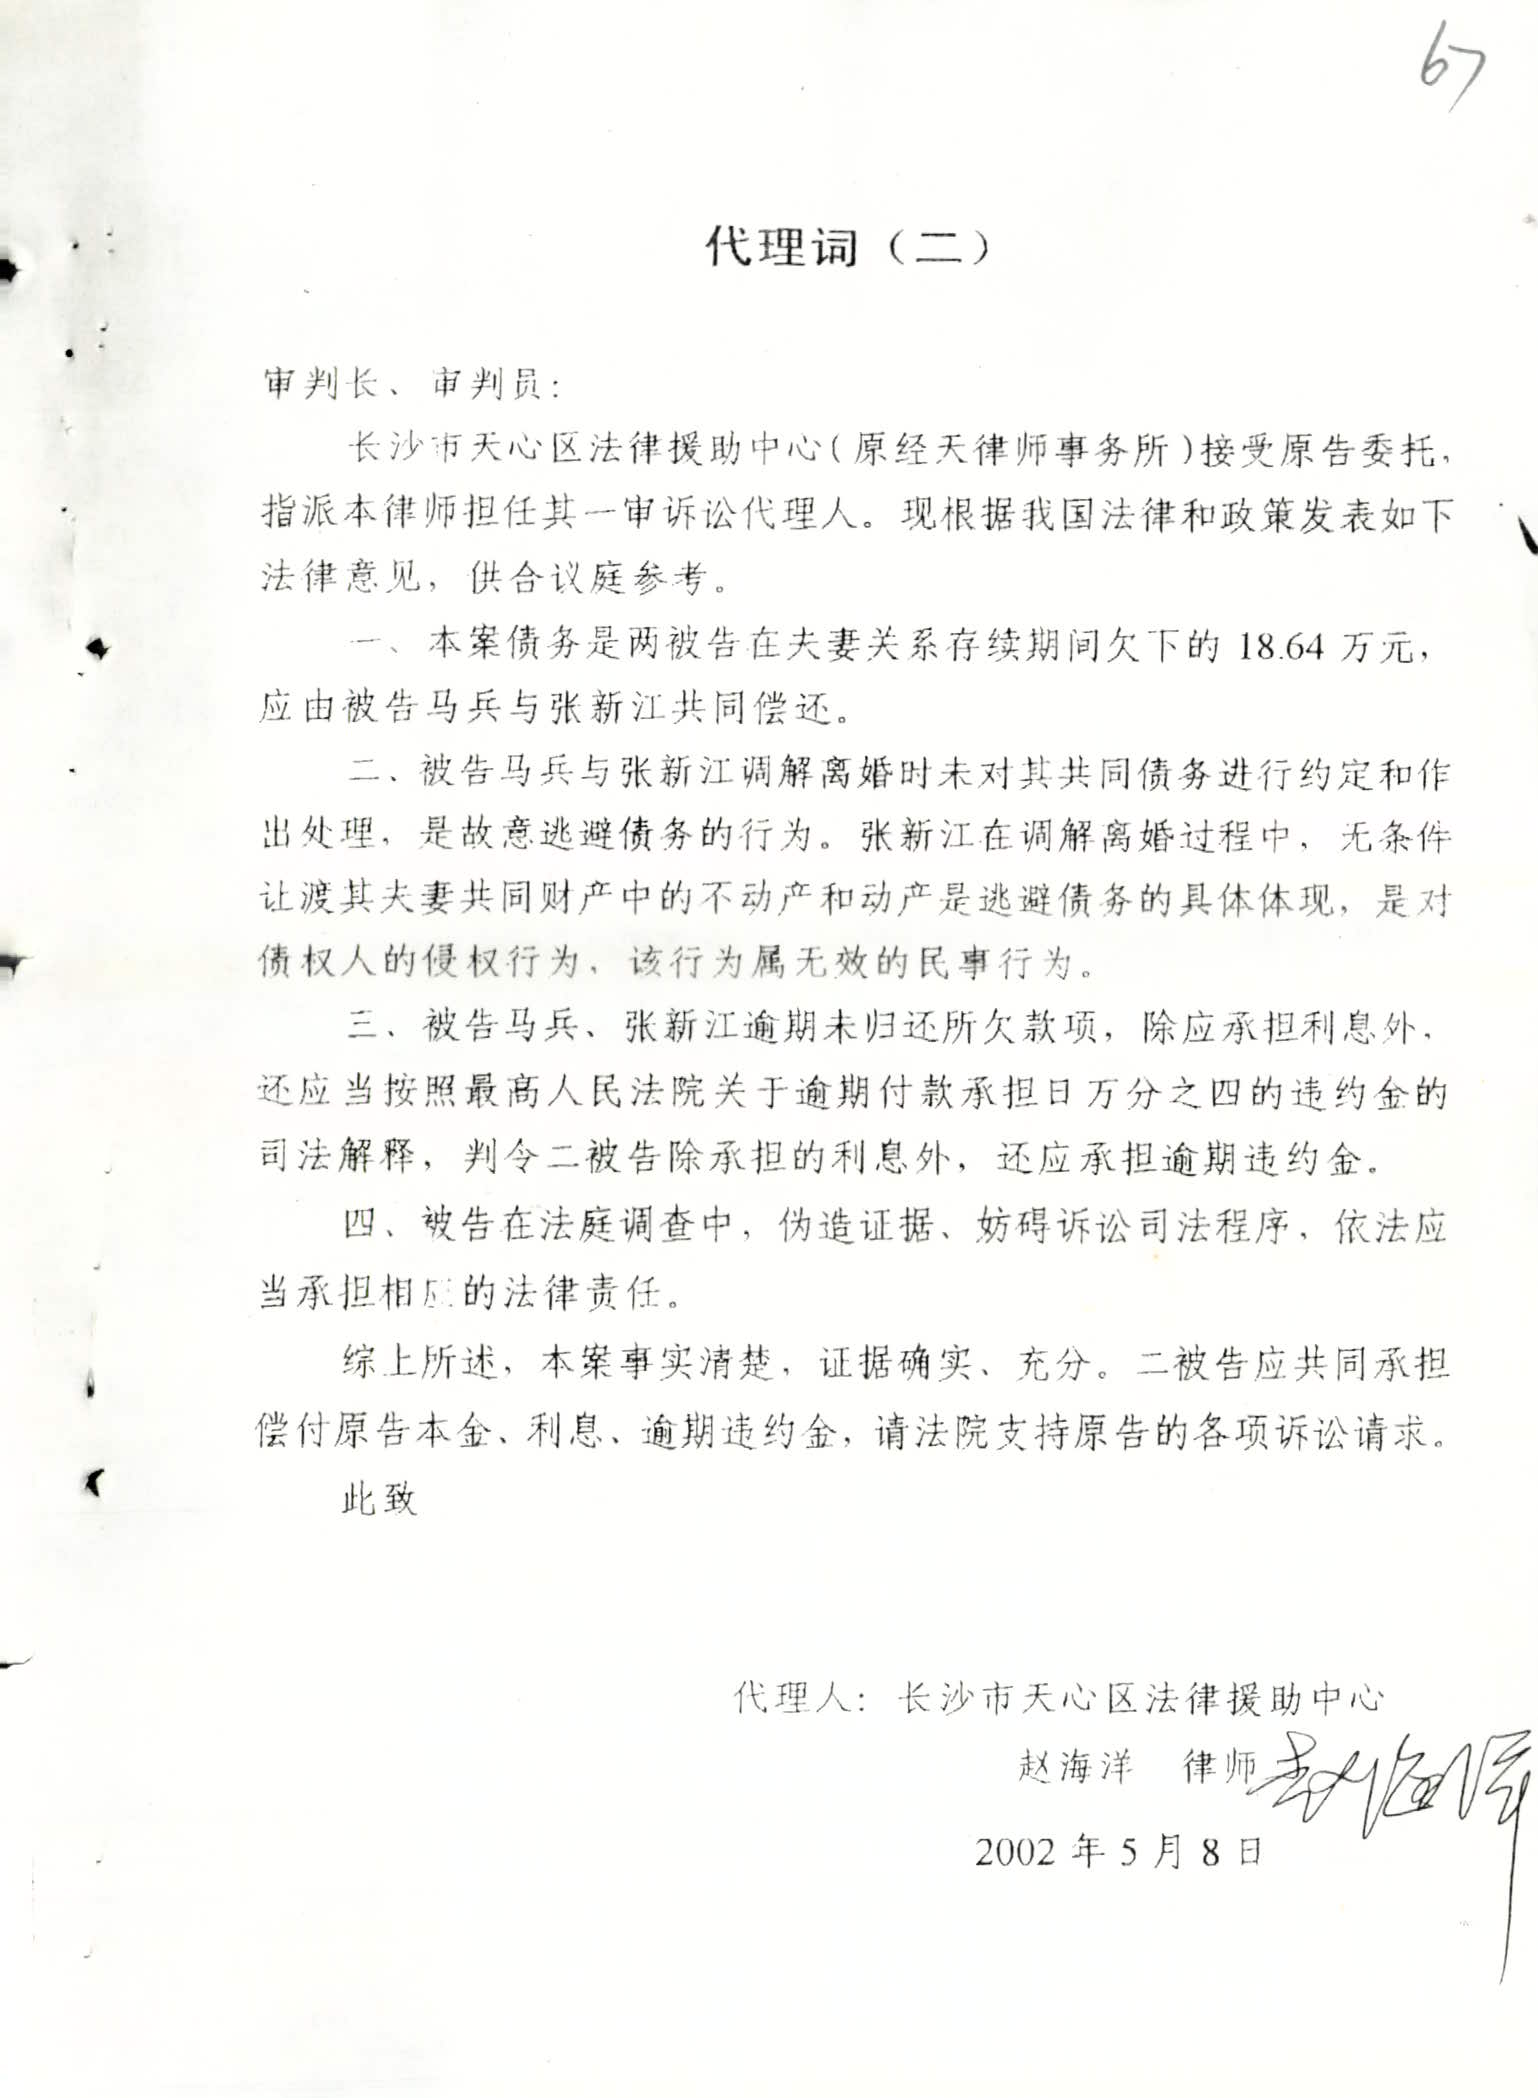 67
代理词（二）
审判长、审判员：
长沙市天心区法律援助中心（原经天律师事务所）接受原告委托，
指派本律师担任其一审诉讼代理人。现根据我国法律和政策发表如下
法律意见，供合议庭参考。
一、本案债务是两被告在夫妻关系存续期间欠下的 18.64 万元，
应由被告马兵与张新江共同偿还。
二、被告马兵与张新江调解离婚时未对其共同债务进行约定和作
出处理，是故意逃避债务的行为。张新江在调解离婚过程中，无条件
让渡其夫妻共同财产中的不动产和动产是逃避债务的具体体现，是对
债权人的侵权行为，该行为属无效的民事行为。
三、被告马兵、张新江逾期未归还所欠款项，除应承担利息外，
还应当按照最高人民法院关于逾期付款承担日万分之四的违约金的
司法解释，判令二被告除承担的利息外，还应承担逾期违约金。
四、被告在法庭调查中，伪造证据、妨碍诉讼司法程序，依法应
当承担相应的法律责任。
综上所述，本案事实清楚，证据确实、充分。二被告应共同承担
偿付原告本金、利息、逾期违约金，请法院支持原告的各项诉讼请求。
此致
代理人：长沙市天心区法律援助中心
赵海洋 律师 赵海洋
2002 年 5 月 8 日